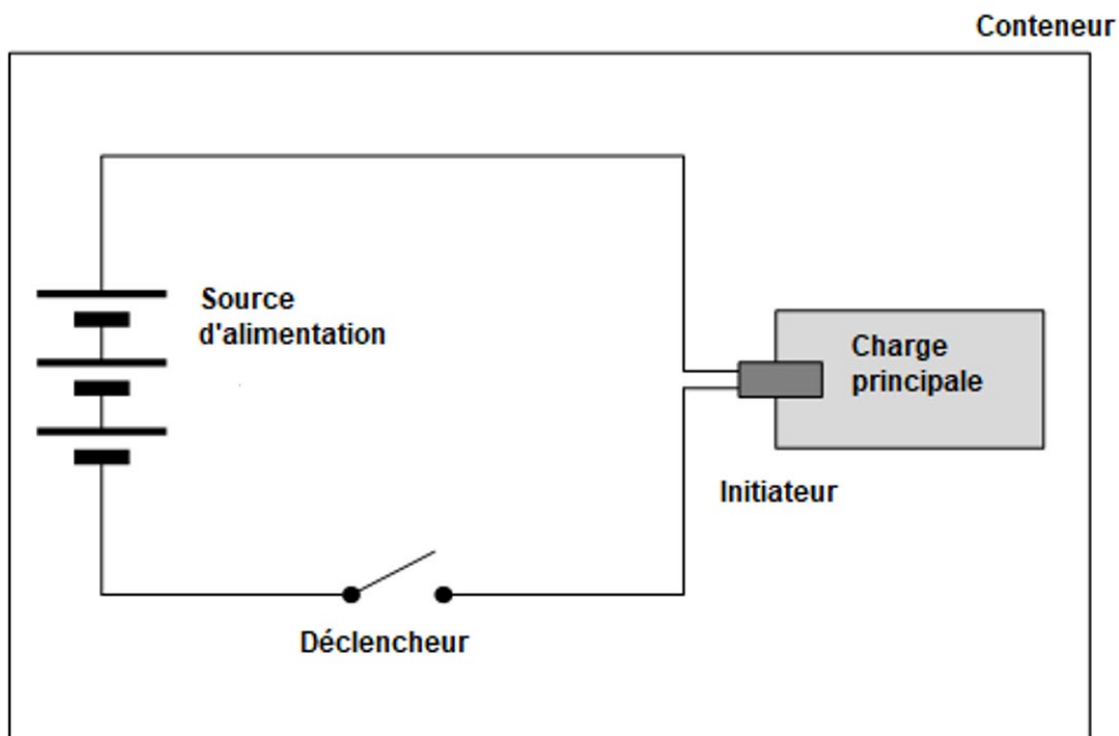 Conteneur
Source
d'alimentation
Charge
principale
Initiateur
Déclencheur